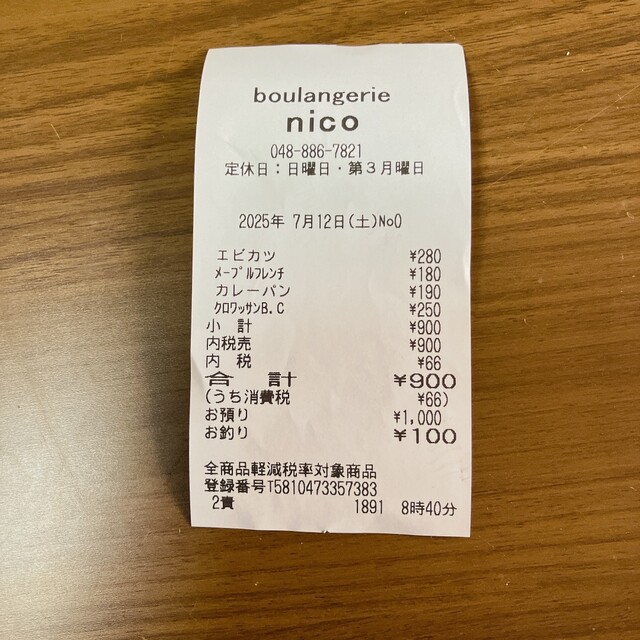 boulangerie
nico
048-886-7821
定休日：日曜日・第３月曜日
2025年 7月12日(土)No0
エビカツ ¥280
ﾒｰﾌﾟﾙﾌﾚﾝﾁ ¥180
カレーパン ¥190
ｸﾛﾜｯｻﾝB.C ¥250
小 計 ¥900
内税売 ¥900
内 税 ¥66
合 計 ¥900
(うち消費税 ¥66)
お預り ¥1,000
お釣り ¥100
全商品軽減税率対象商品
登録番号T5810473357383
2責 1891 8時40分